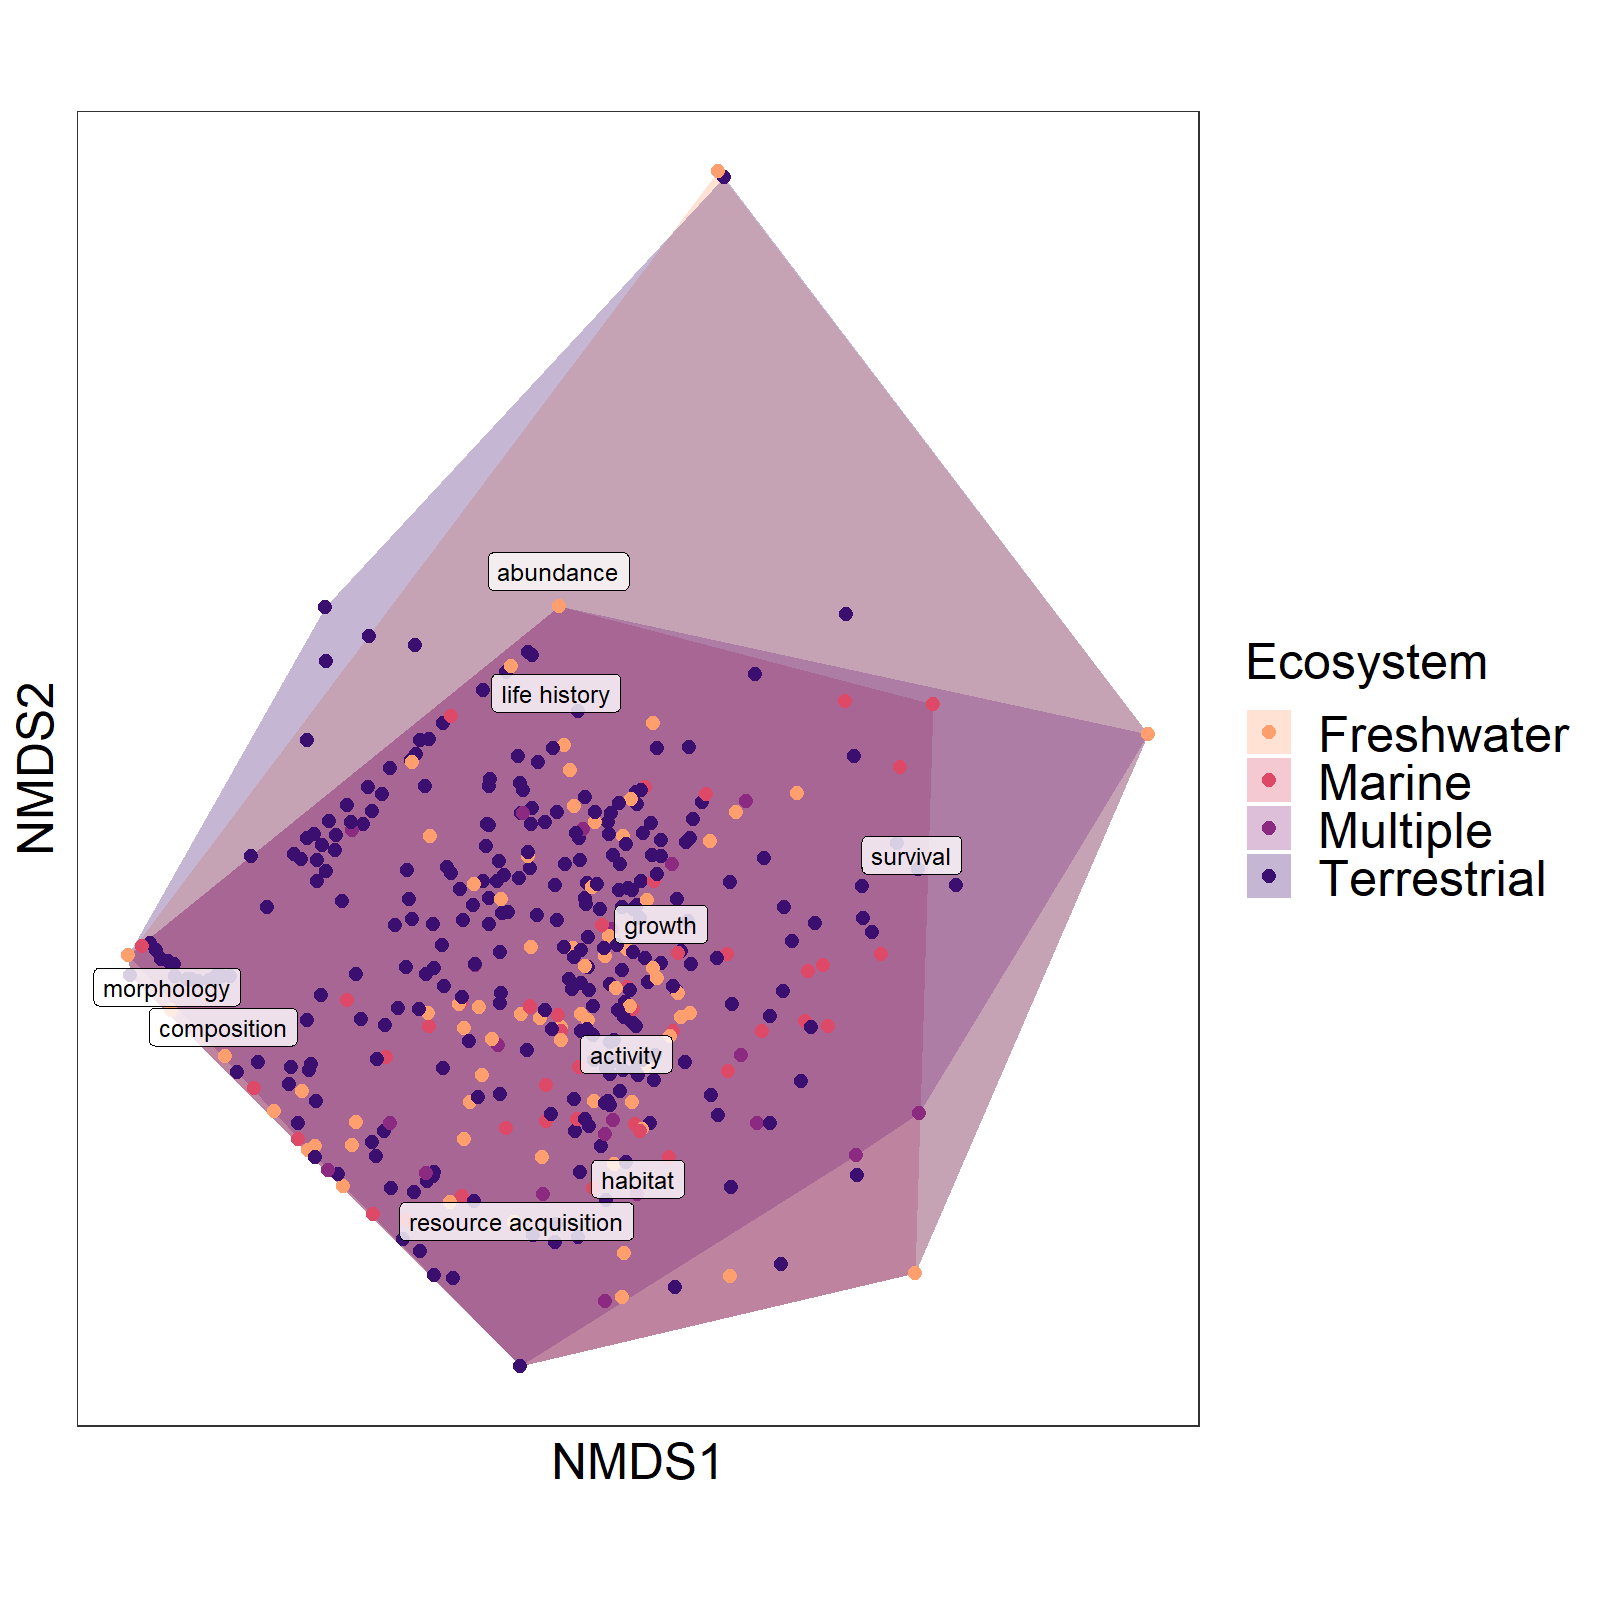 abundance
life history
survival
growth
morphology
composition
activity
habitat
resource acquisition
NMDS2
NMDS1
Ecosystem
Freshwater
Marine
Multiple
Terrestrial